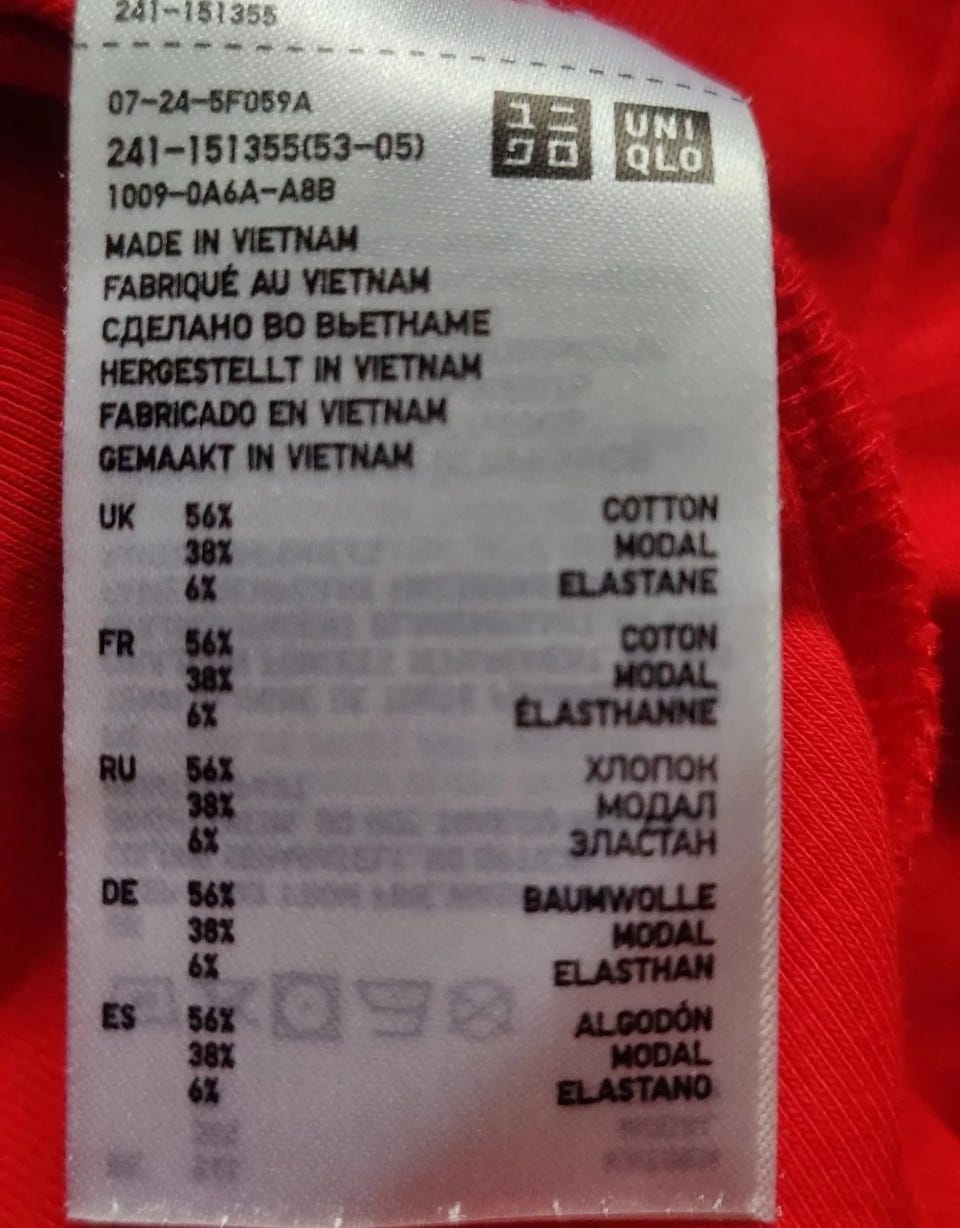 241-151355
07-24-5F059A
241-151355(53-05)
1009-0A6A-A8B
ユニ
クロ
UNI
QLO
MADE IN VIETNAM
FABRIQUÉ AU VIETNAM
СДЕЛАНО ВО ВЬЕТНАМЕ
HERGESTELLT IN VIETNAM
FABRICADO EN VIETNAM
GEMAAKT IN VIETNAM
UK 56% COTTON
38% MODAL
6% ELASTANE
FR 56% COTON
38% MODAL
6% ÉLASTHANNE
RU 56% ХЛОПОК
38% МОДАЛ
6% ЭЛАСТАН
DE 56% BAUMWOLLE
38% MODAL
6% ELASTHAN
ES 56% ALGODÓN
38% MODAL
6% ELASTANO